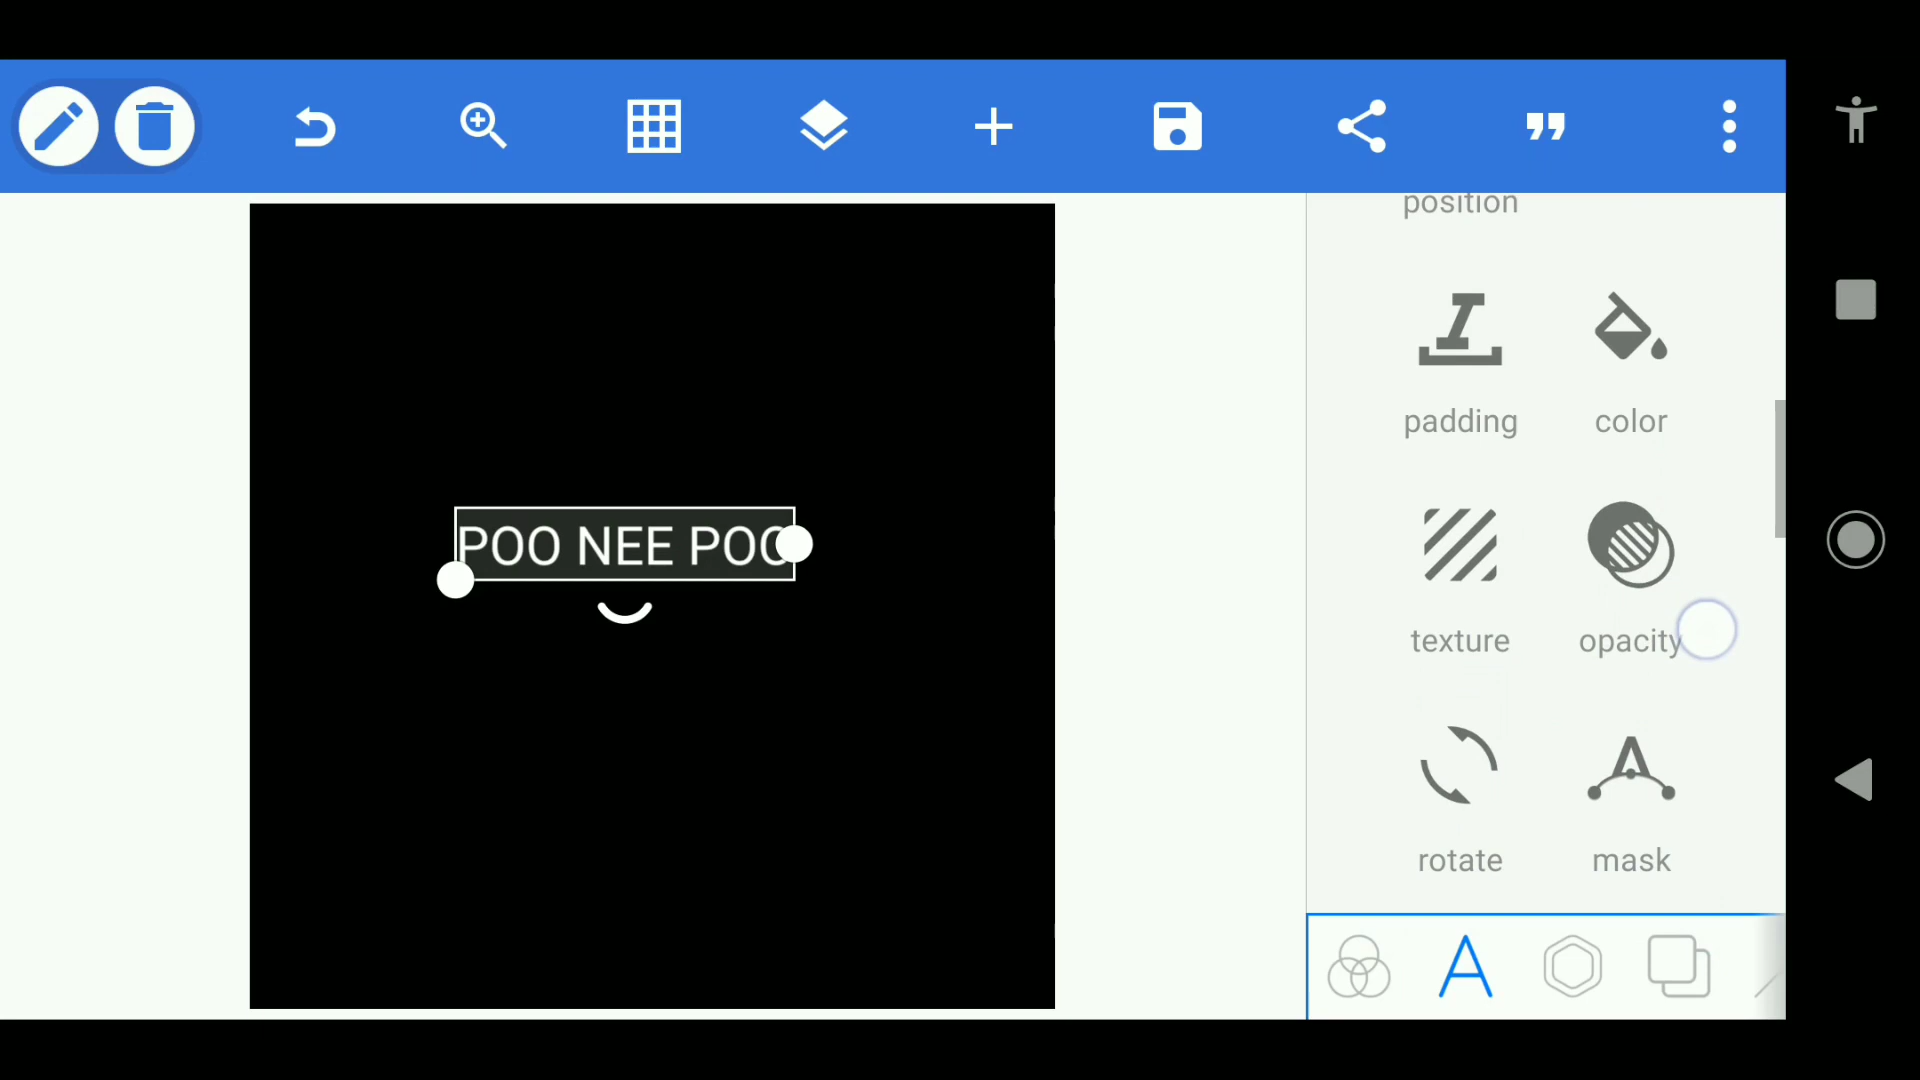 position
padding
color
POO NEE POO
texture
opacity
rotate
mask